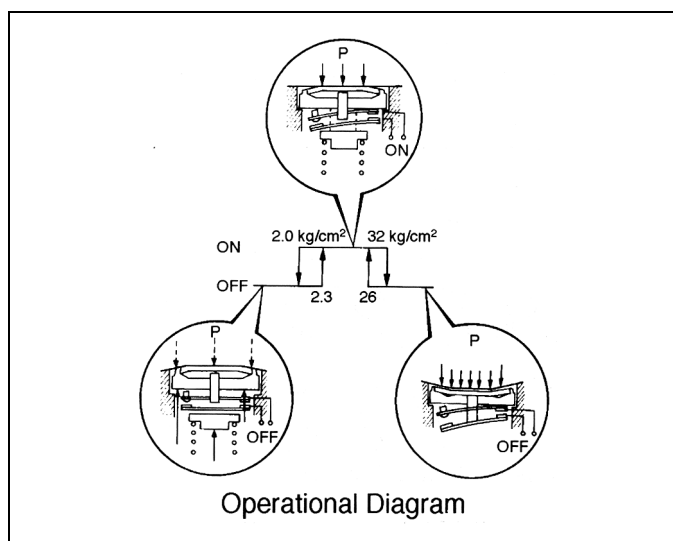 P
ON
2.0 kg/cm² 32 kg/cm²
ON
OFF
2.3 26
P
OFF
P
OFF
Operational Diagram